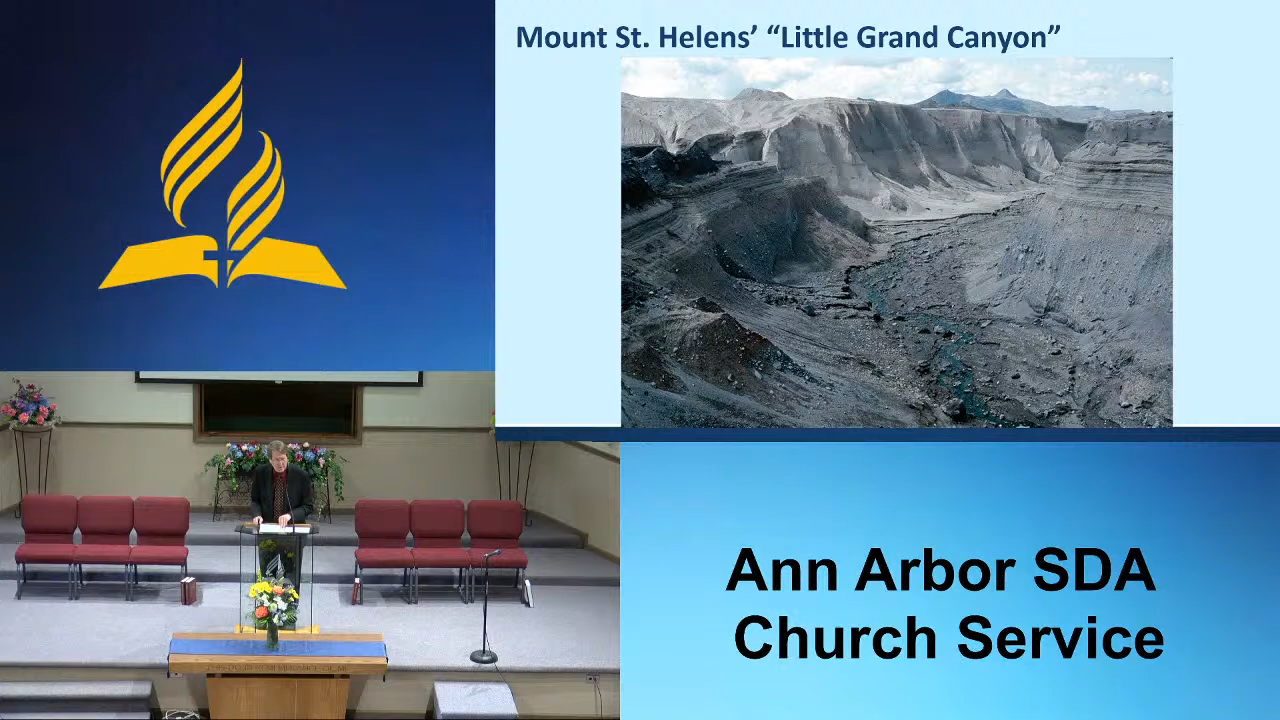 Mount St. Helens’ “Little Grand Canyon”
Ann Arbor SDA
Church Service